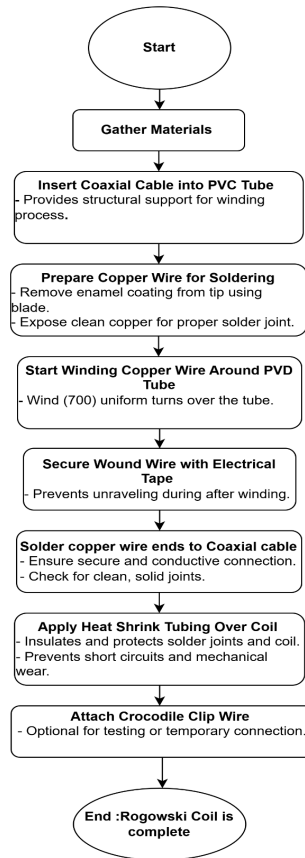 Start
Gather Materials
Insert Coaxial Cable into PVC Tube
- Provides structural support for winding
process.
Prepare Copper Wire for Soldering
- Remove enamel coating from tip using
blade.
- Expose clean copper for proper solder joint.
Start Winding Copper Wire Around PVD
Tube
- Wind (700) uniform turns over the tube.
Secure Wound Wire with Electrical
Tape
- Prevents unraveling during after winding.
Solder copper wire ends to Coaxial cable
- Ensure secure and conductive connection.
- Check for clean, solid joints.
Apply Heat Shrink Tubing Over Coil
- Insulates and protects solder joints and coil.
- Prevents short circuits and mechanical
wear.
Attach Crocodile Clip Wire
- Optional for testing or temporary connection.
End :Rogowski Coil is
complete